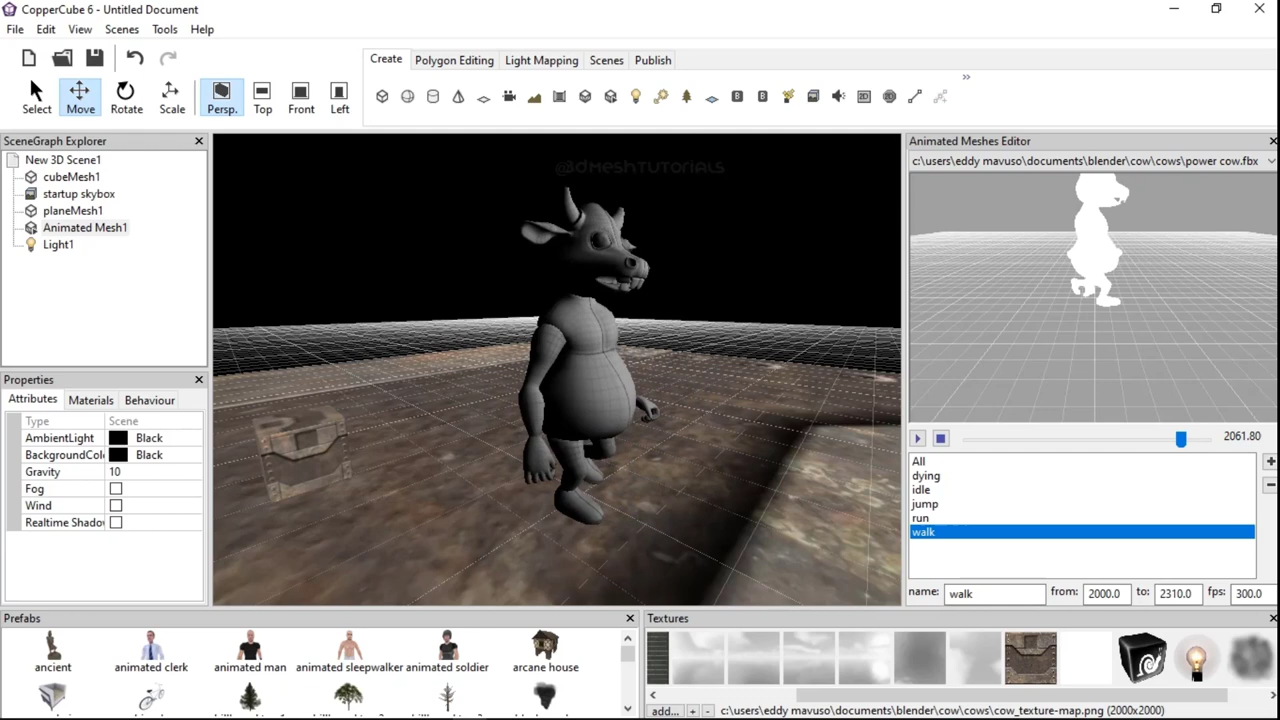 CopperCube 6 - Untitled Document
File Edit View Scenes Tools Help
Create Polygon Editing Light Mapping Scenes Publish
Select Move Rotate Scale Persp. Top Front Left
SceneGraph Explorer
New 3D Scene1
cubeMesh1
startup skybox
planeMesh1
Animated Mesh1
Light1
Properties
Attributes Materials Behaviour
Type Scene
AmbientLight Black
BackgroundColo Black
Gravity 10
Fog
Wind
Realtime Shado
@3dMeshTUTORIALS
Animated Meshes Editor
c:\users\eddy mavuso\documents\blender\cow\cows\power cow.fbx
2061.80
All
dying
idle
jump
run
walk
name: walk from: 2000.0 to: 2310.0 fps: 300.0
Prefabs
ancient animated clerk animated man animated sleepwalker animated soldier arcane house
Textures
add... + - c:\users\eddy mavuso\documents\blender\cow\cows\cow_texture-map.png (2000x2000)